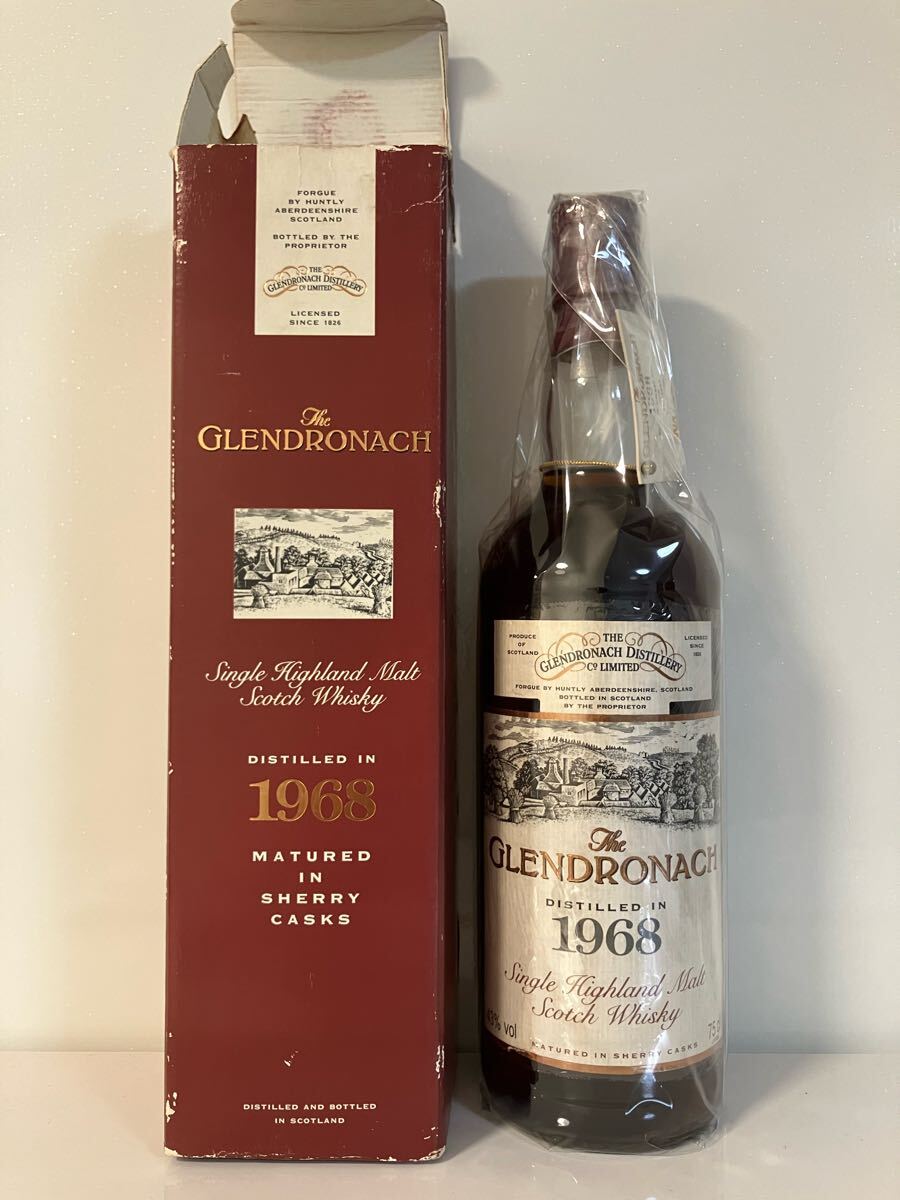 FORGUE
BY HUNTLY
ABERDEENSHIRE
SCOTLAND
BOTTLED BY THE
PROPRIETOR
THE
GLENDRONACH DISTILLERY
CO LIMITED
LICENSED
SINCE 1826
The
GLENDRONACH
Single Highland Malt
Scotch Whisky
DISTILLED IN
1968
MATURED
IN
SHERRY
CASKS
DISTILLED AND BOTTLED
IN SCOTLAND
PRODUCE
OF
SCOTLAND
THE
GLENDRONACH DISTILLERY
CO LIMITED
LICENSED
SINCE
1826
FORGUE BY HUNTLY ABERDEENSHIRE, SCOTLAND
BOTTLED IN SCOTLAND
BY THE PROPRIETOR
The
GLENDRONACH
DISTILLED IN
1968
Single Highland Malt
Scotch Whisky
43% vol
MATURED IN SHERRY CASKS